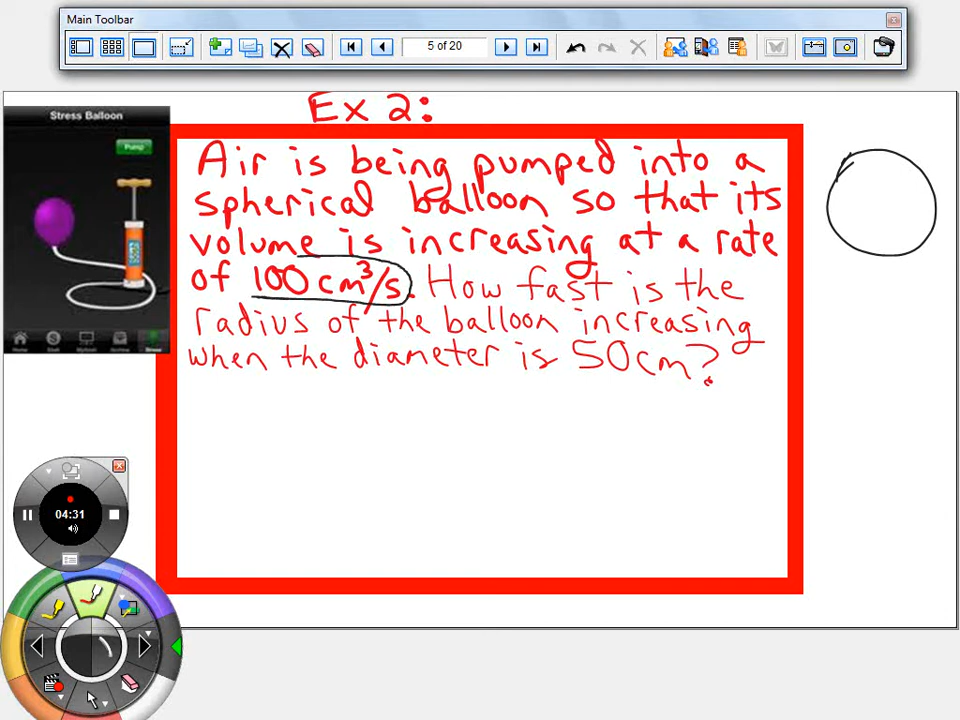 Main Toolbar
5 of 20
Ex 2:
Stress Balloon
Pump
Air is being pumped into a
spherical balloon so that its
volume is increasing at a rate
of 100 cm³/s. How fast is the
radius of the balloon increasing
when the diameter is 50cm?
Home
Stress
04:31